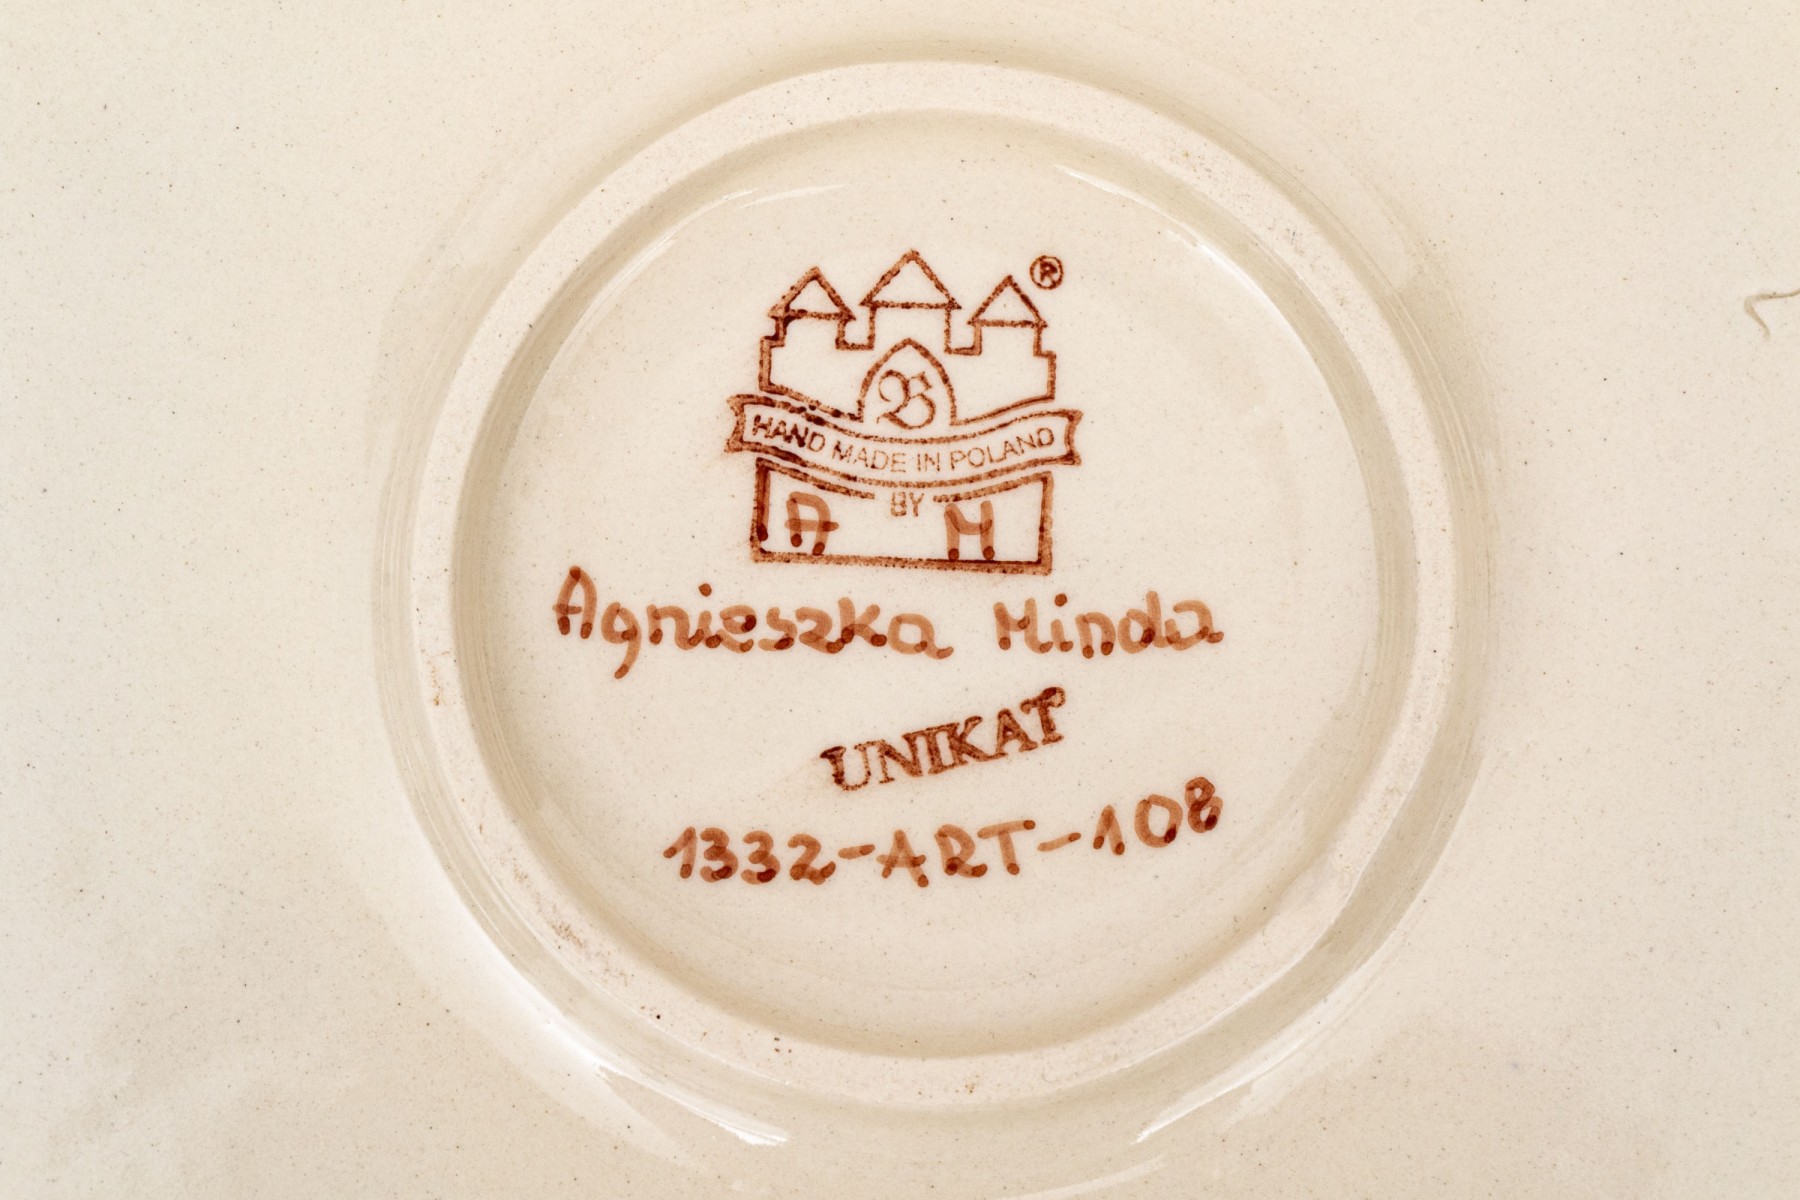 ®
B
HAND MADE IN POLAND
BY
A M
Agnieszka Minda
UNIKAT
1332-ART-108